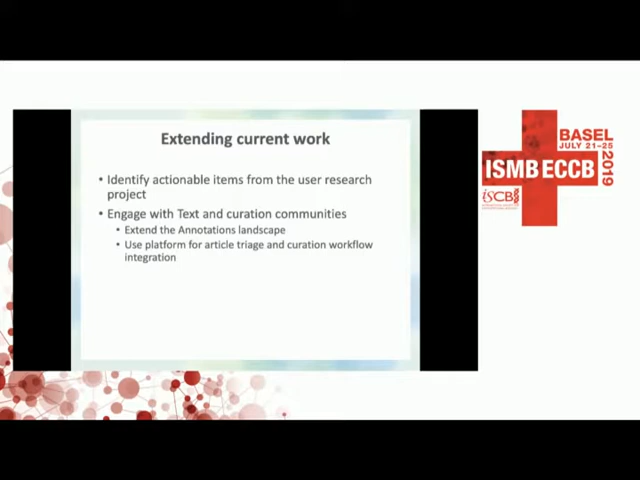 Extending current work
• Identify actionable items from the user research
project
• Engage with Text and curation communities
• Extend the Annotations landscape
• Use platform for article triage and curation workflow
integration
BASEL
JULY 21-25
2019
ISMB ECCB
iSCB